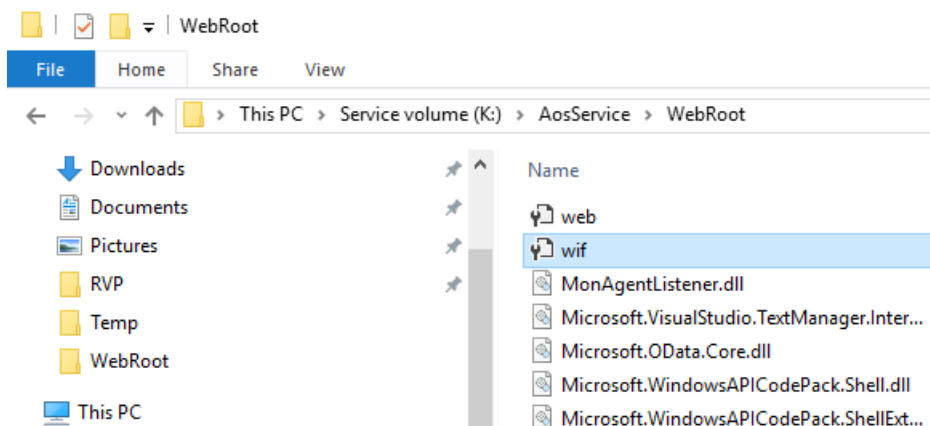 WebRoot
File Home Share View
This PC > Service volume (K:) > AosService > WebRoot
Downloads
Documents
Pictures
RVP
Temp
WebRoot
This PC
Name
web
wif
MonAgentListener.dll
Microsoft.VisualStudio.TextManager.Inter...
Microsoft.OData.Core.dll
Microsoft.WindowsAPICodePack.Shell.dll
Microsoft.WindowsAPICodePack.ShellExt...